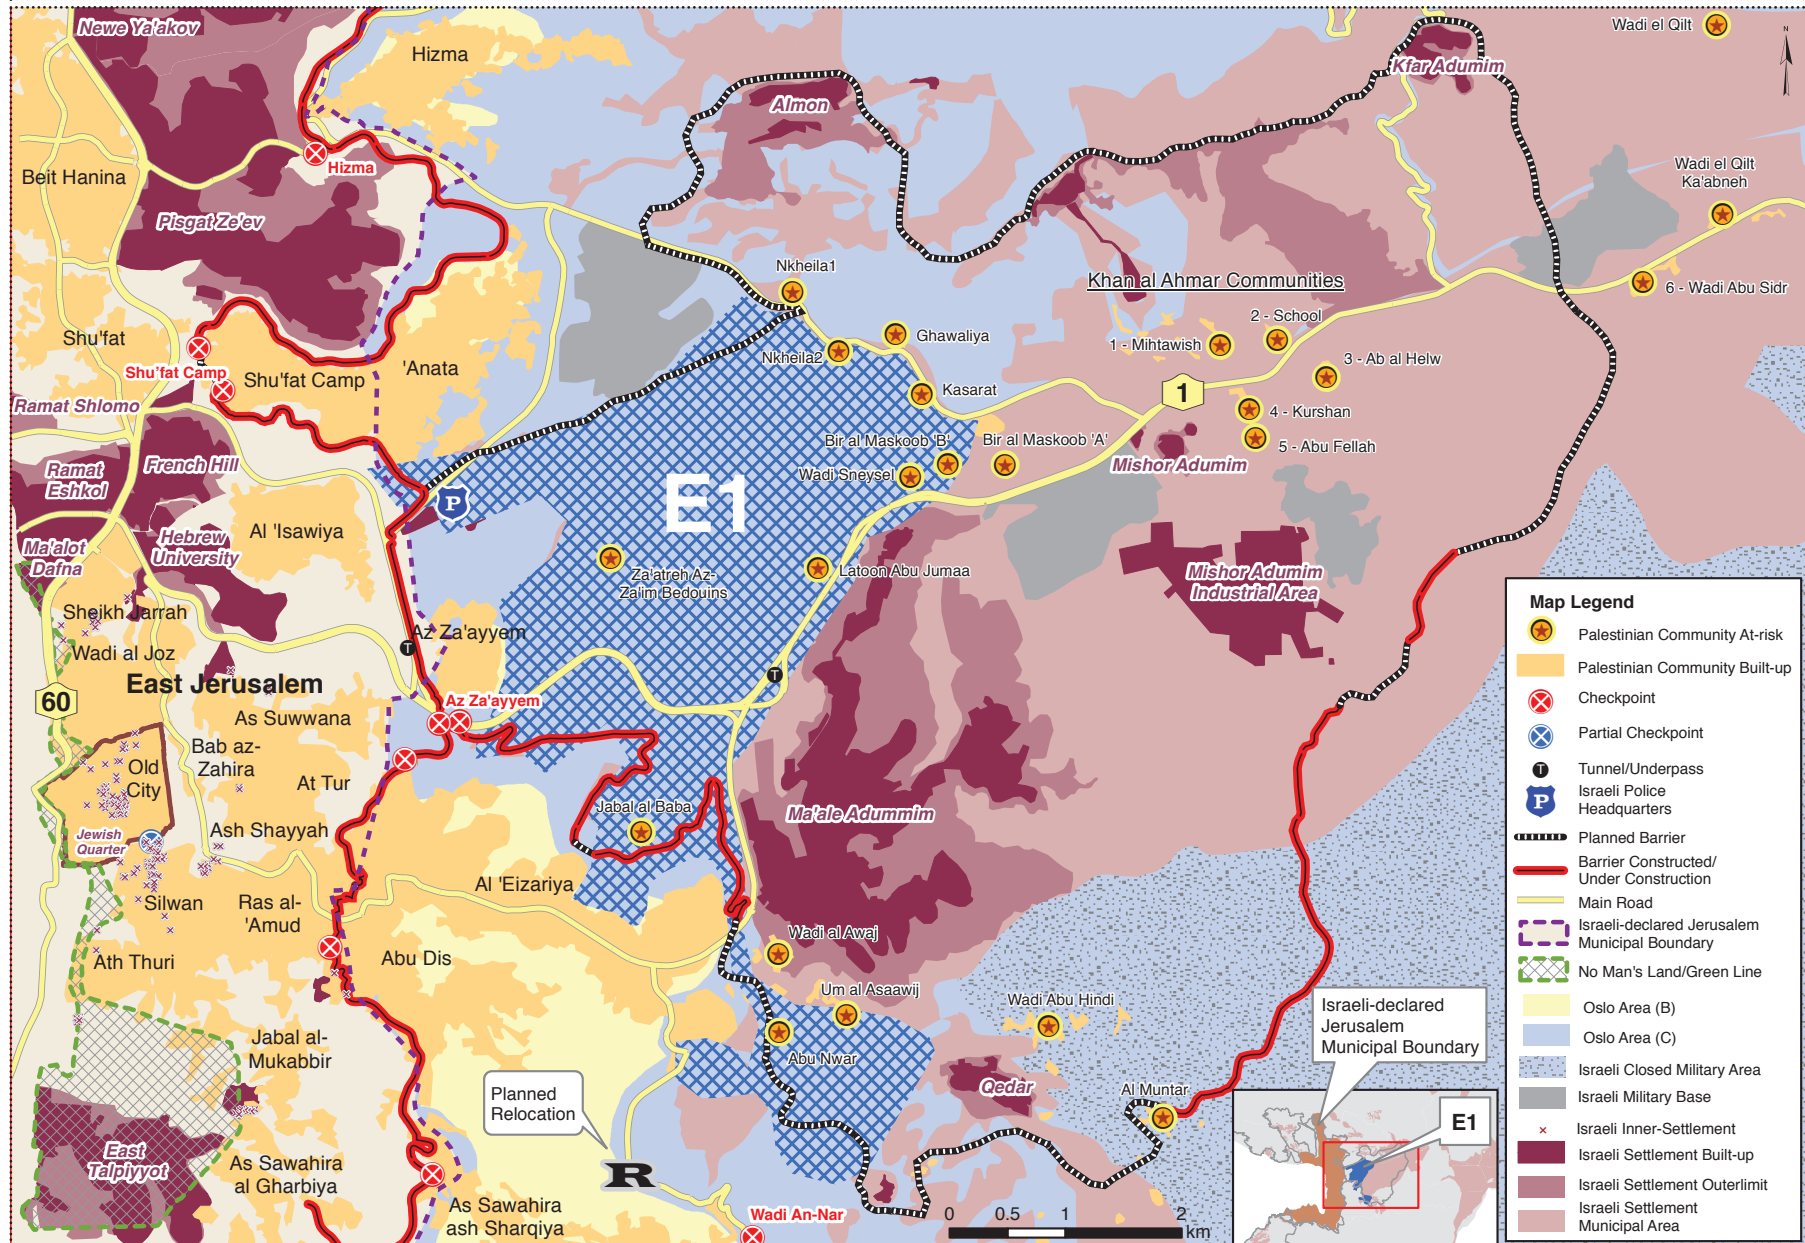 Newe Ya'akov
Hizma
Wadi el Qilt
N
Kfar Adumim
Almon
Hizma
Beit Hanina
Wadi el Qilt
Ka'abneh
Pisgat Ze'ev
Nkheila1
Khan al Ahmar Communities
6 - Wadi Abu Sidr
2 - School
Ghawaliya
1 - Mihtawish
Shu'fat
Nkheila2
3 - Ab al Helw
Shu'fat Camp
Shu'fat Camp
'Anata
Kasarat
1
Ramat Shlomo
4 - Kurshan
Bir al Maskoob 'B'
Bir al Maskoob 'A'
5 - Abu Fellah
French Hill
Mishor Adumim
Ramat
Eshkol
Wadi Sneysel
E1
P
Al 'Isawiya
Hebrew
University
Ma'alot
Dafna
Za'atreh Az-
Za'im Bedouins
Latoon Abu Jumaa
Mishor Adumim
Industrial Area
Sheikh Jarrah
Az Za'ayyem
T
Wadi al Joz
T
East Jerusalem
60
Az Za'ayyem
As Suwwana
Bab az-
Zahira
Old
City
At Tur
Jabal al Baba
Ma'ale Adummim
Ash Shayyah
Jewish
Quarter
Al 'Eizariya
Silwan
Ras al-
'Amud
Wadi al Awaj
Abu Dis
Ath Thuri
Um al Asaawij
Wadi Abu Hindi
Jabal al-
Mukabbir
Abu Nwar
Qedar
Al Muntar
Planned
Relocation
R
East
Talpiyyot
As Sawahira
al Gharbiya
As Sawahira
ash Sharqiya
Wadi An-Nar
0 0.5 1 2
km
Israeli-declared
Jerusalem
Municipal Boundary
E1
Map Legend
Palestinian Community At-risk
Palestinian Community Built-up
Checkpoint
Partial Checkpoint
T
Tunnel/Underpass
P
Israeli Police
Headquarters
Planned Barrier
Barrier Constructed/
Under Construction
Main Road
Israeli-declared Jerusalem
Municipal Boundary
No Man's Land/Green Line
Oslo Area (B)
Oslo Area (C)
Israeli Closed Military Area
Israeli Military Base
Israeli Inner-Settlement
Israeli Settlement Built-up
Israeli Settlement Outerlimit
Israeli Settlement
Municipal Area